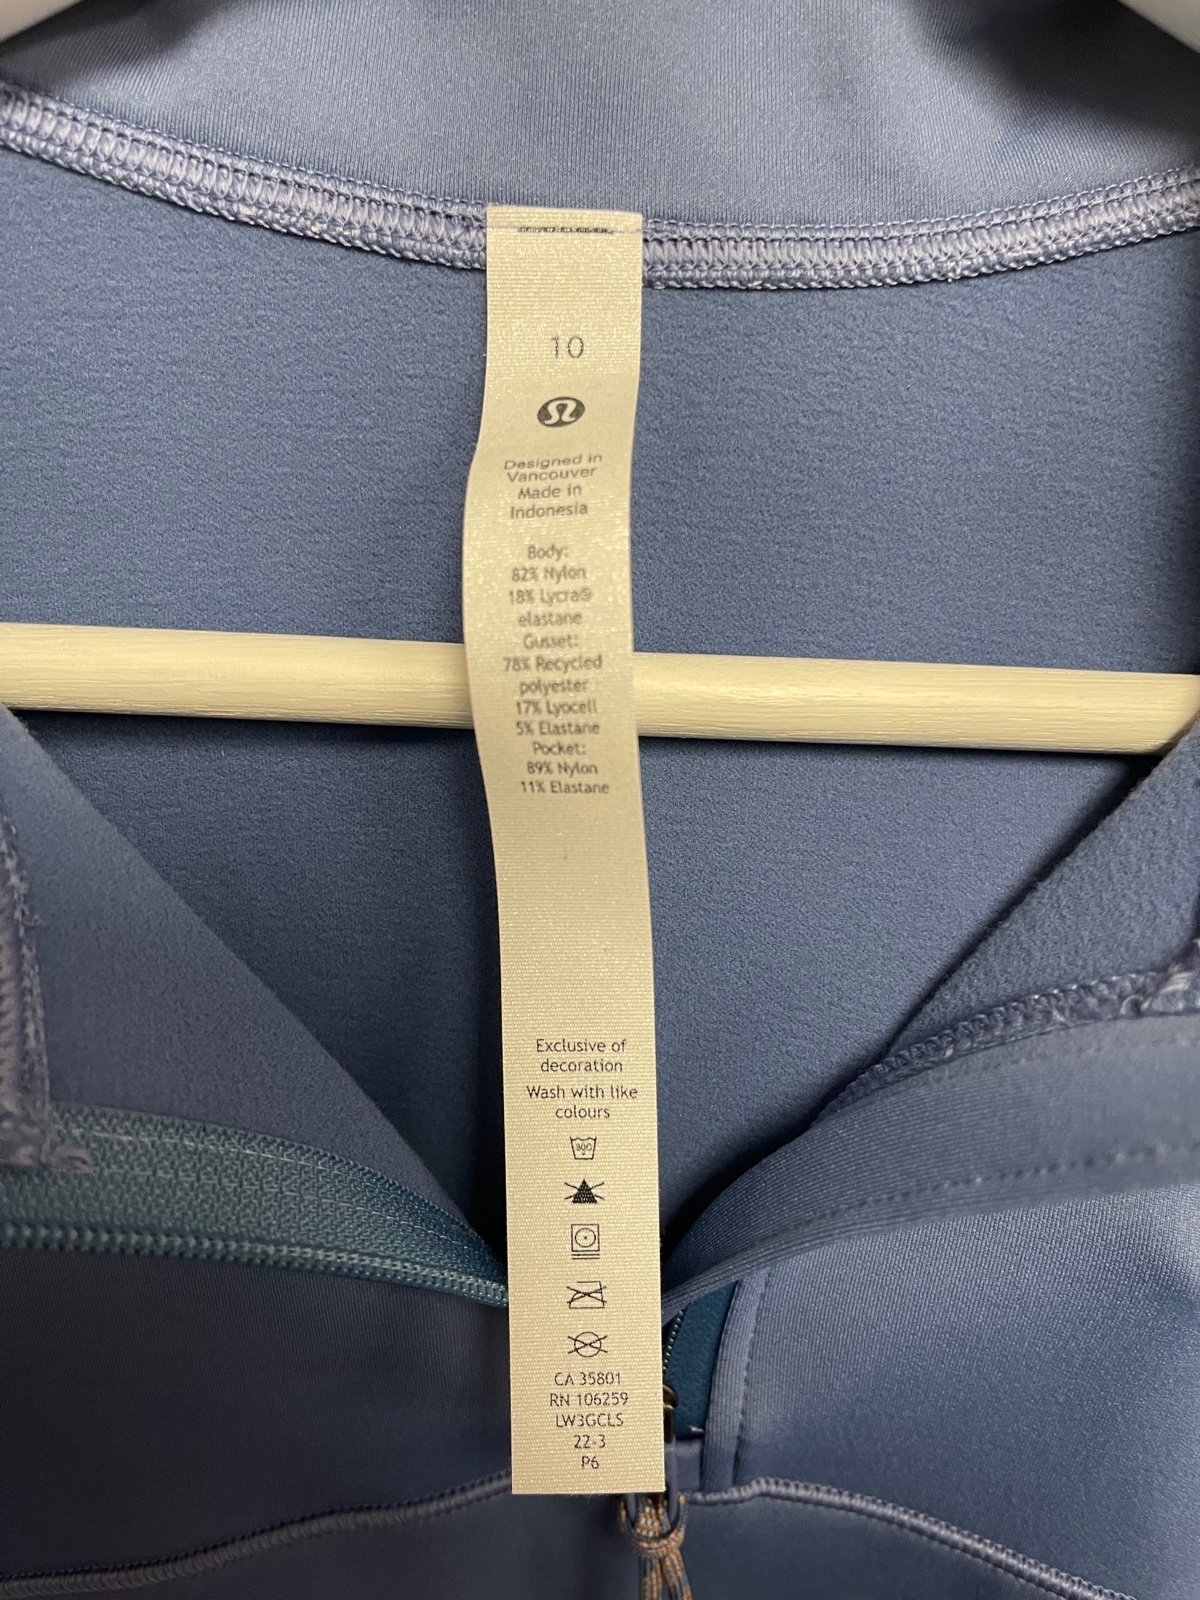 10
Designed in
Vancouver
Made in
Indonesia
Body:
82% Nylon
18% Lycra®
elastane
Gusset:
78% Recycled
polyester
17% Lyocell
5% Elastane
Pocket:
89% Nylon
11% Elastane
Exclusive of
decoration
Wash with like
colours
30C
CA 35801
RN 106259
LW3GCLS
22-3
P6